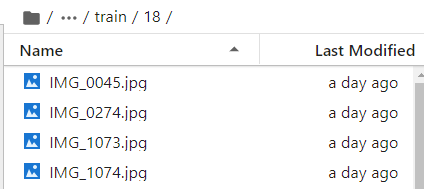 / ··· / train / 18 /
Name Last Modified
IMG_0045.jpg a day ago
IMG_0274.jpg a day ago
IMG_1073.jpg a day ago
IMG_1074.jpg a day ago